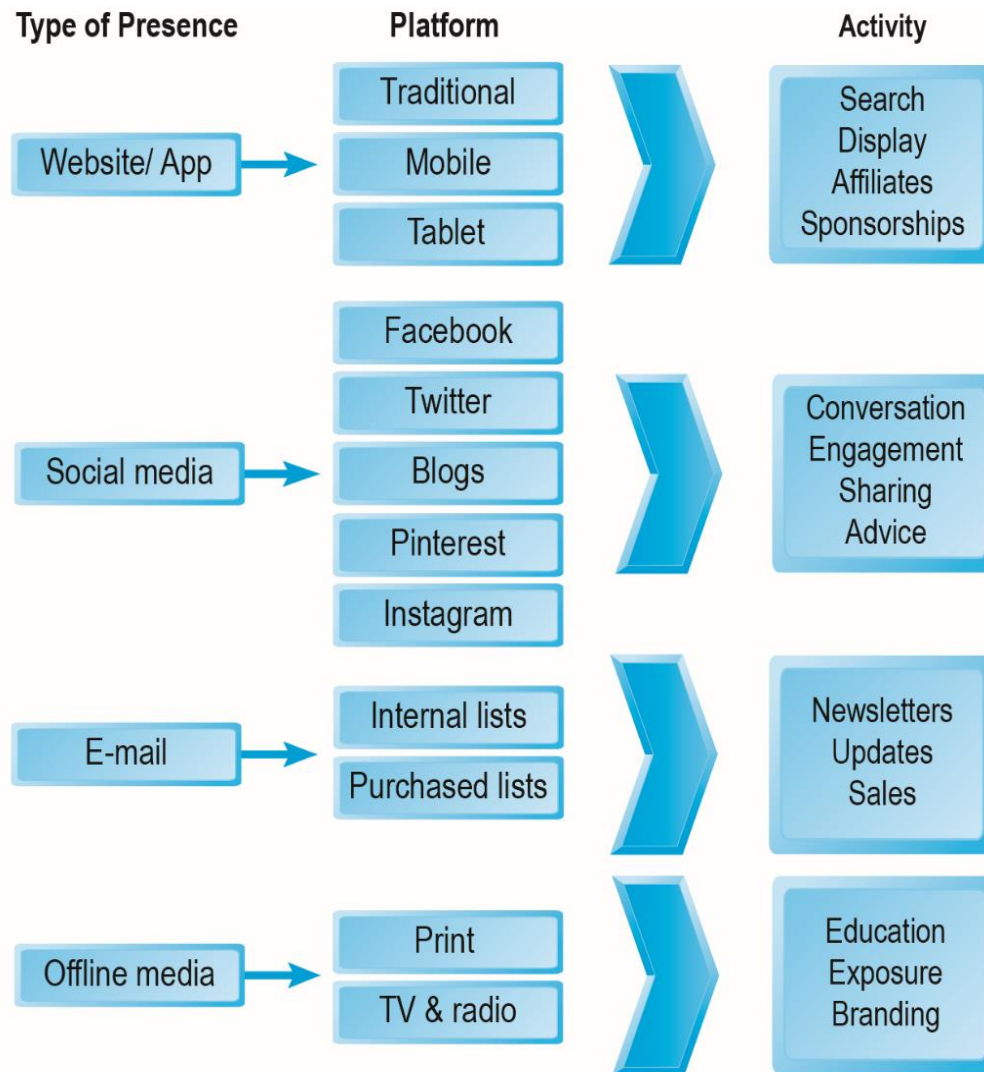 Type of Presence
Platform
Activity
Website/ App
Traditional
Mobile
Tablet
Search
Display
Affiliates
Sponsorships
Social media
Facebook
Twitter
Blogs
Pinterest
Instagram
Conversation
Engagement
Sharing
Advice
E-mail
Internal lists
Purchased lists
Newsletters
Updates
Sales
Offline media
Print
TV & radio
Education
Exposure
Branding